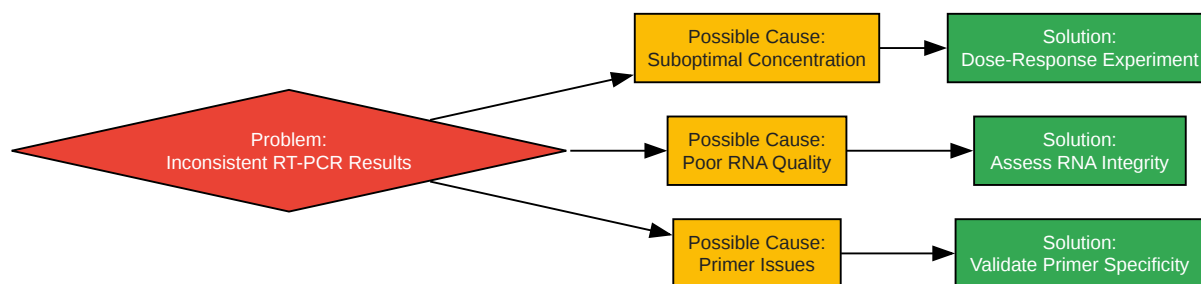 Problem:
Inconsistent RT-PCR Results
Possible Cause:
Suboptimal Concentration
Solution:
Dose-Response Experiment
Possible Cause:
Poor RNA Quality
Solution:
Assess RNA Integrity
Possible Cause:
Primer Issues
Solution:
Validate Primer Specificity